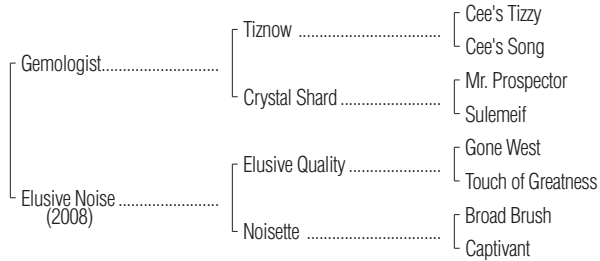 Cee's Tizzy
Tiznow
Cee's Song
Gemologist
Mr. Prospector
Crystal Shard
Sulemeif
Gone West
Elusive Quality
Touch of Greatness
Elusive Noise
(2008)
Broad Brush
Noisette
Captivant